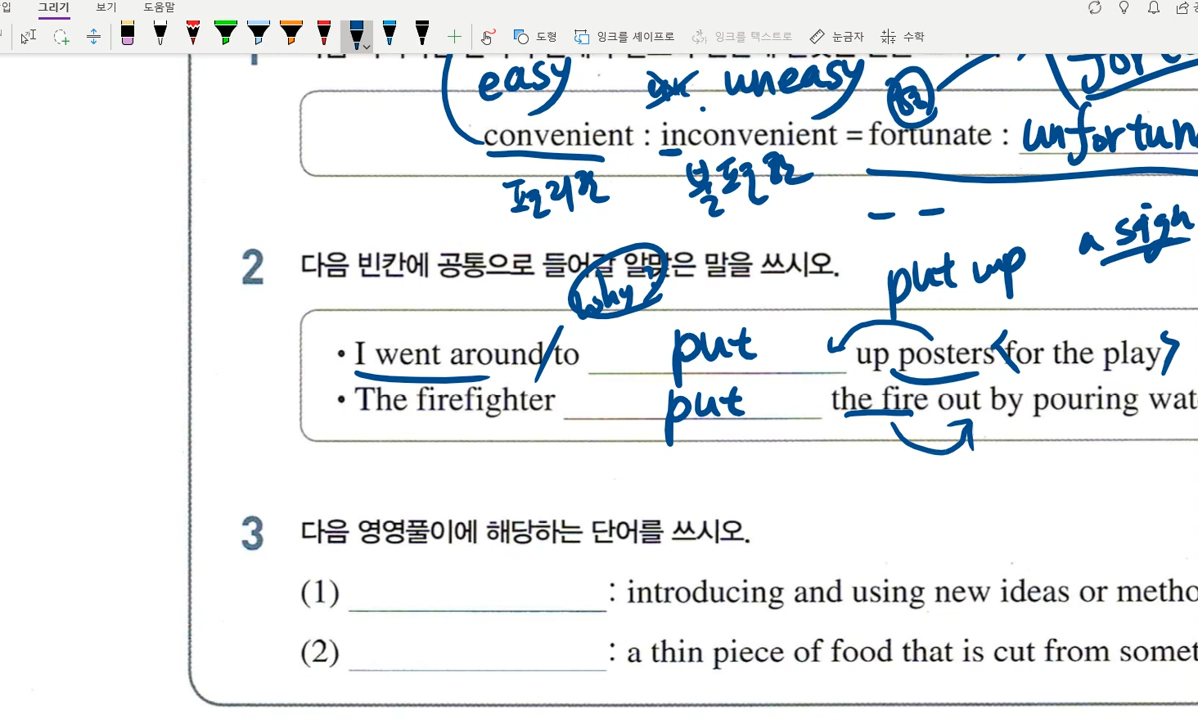 그리기 보기 도움말
도형 잉크를 셰이프로 잉크를 텍스트로 눈금자 수학
easy uneasy
convenient : inconvenient = fortunate : unfortun
편리한 불편한
a sign
2 다음 빈칸에 공통으로 들어갈 알맞은 말을 쓰시오.
why? put up
• I went around to put up posters for the play
• The firefighter put the fire out by pouring wat
3 다음 영영풀이에 해당하는 단어를 쓰시오.
(1) : introducing and using new ideas or metho
(2) : a thin piece of food that is cut from somet